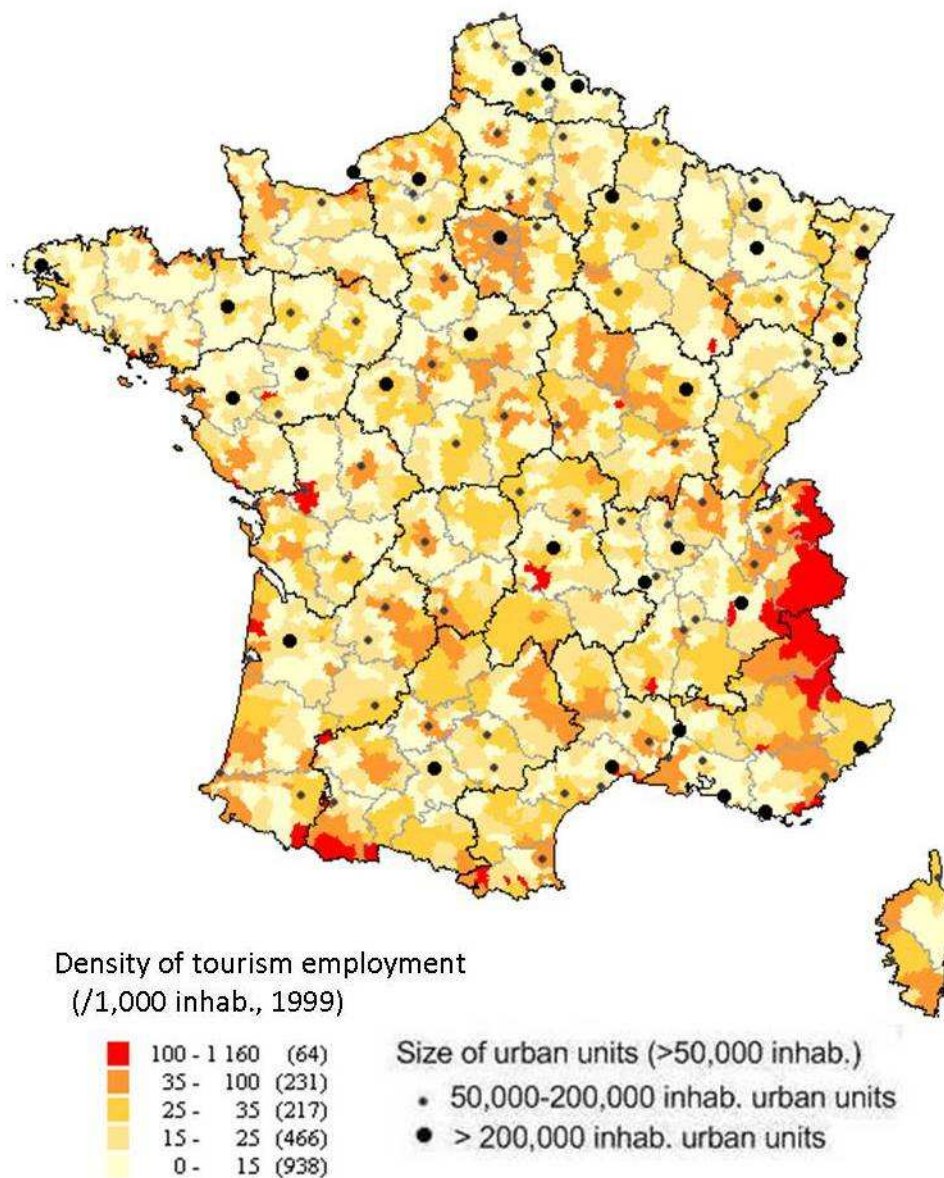 Density of tourism employment
(/1,000 inhab., 1999)
100 - 1 160 (64)
35 - 100 (231)
25 - 35 (217)
15 - 25 (466)
0 - 15 (938)
Size of urban units (>50,000 inhab.)
50,000-200,000 inhab. urban units
> 200,000 inhab. urban units